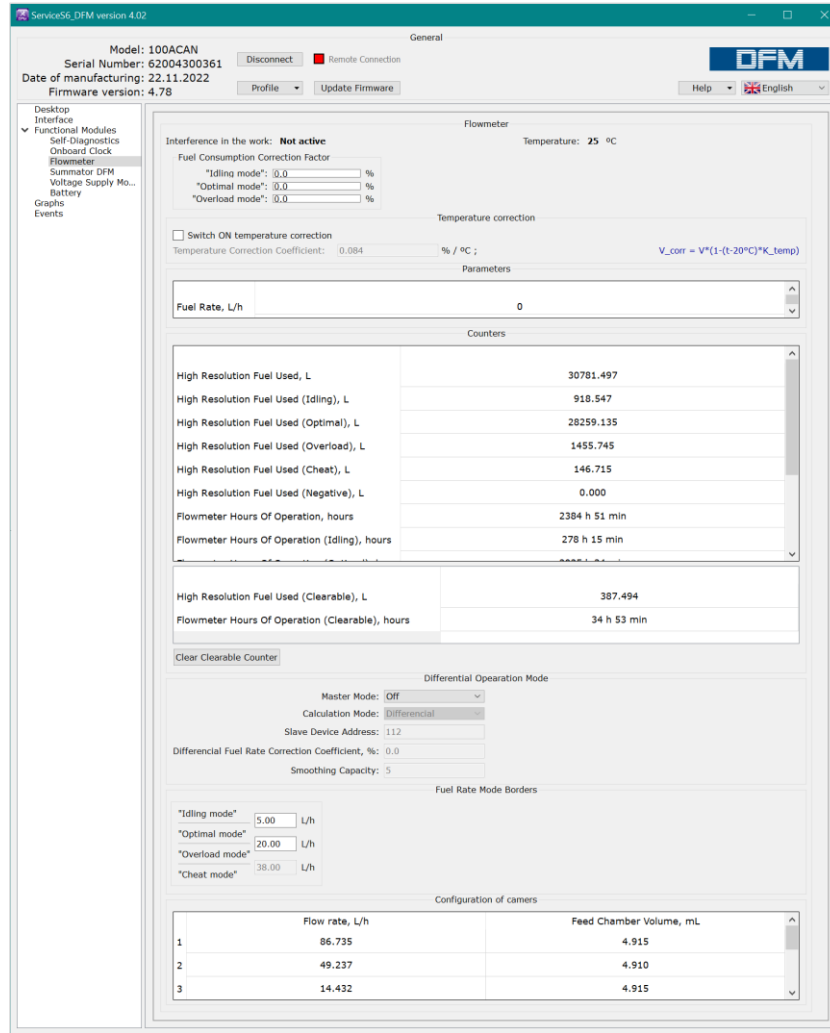 ServiceS6_DFM version 4.02
General
Model: 100ACAN
Serial Number: 62004300361
Date of manufacturing: 22.11.2022
Firmware version: 4.78
Disconnect
Remote Connection
Profile
Update Firmware
DFM
Help
English
Desktop
Interface
Functional Modules
Self-Diagnostics
Onboard Clock
Flowmeter
Summator DFM
Voltage Supply Mo...
Battery
Graphs
Events
Flowmeter
Interference in the work: Not active
Temperature: 25 ºC
Fuel Consumption Correction Factor
"Idling mode": 0.0 %
"Optimal mode": 0.0 %
"Overload mode": 0.0 %
Temperature correction
Switch ON temperature correction
Temperature Correction Coefficient: 0.084 % / ºC ;
V_corr = V*(1-(t-20ºC)*K_temp)
Parameters
Fuel Rate, L/h 0
Counters
High Resolution Fuel Used, L 30781.497
High Resolution Fuel Used (Idling), L 918.547
High Resolution Fuel Used (Optimal), L 28259.135
High Resolution Fuel Used (Overload), L 1455.745
High Resolution Fuel Used (Cheat), L 146.715
High Resolution Fuel Used (Negative), L 0.000
Flowmeter Hours Of Operation, hours 2384 h 51 min
Flowmeter Hours Of Operation (Idling), hours 278 h 15 min
High Resolution Fuel Used (Clearable), L 387.494
Flowmeter Hours Of Operation (Clearable), hours 34 h 53 min
Clear Clearable Counter
Differential Opearation Mode
Master Mode: Off
Calculation Mode: Differencial
Slave Device Address: 112
Differencial Fuel Rate Correction Coefficient, %: 0.0
Smoothing Capacity: 5
Fuel Rate Mode Borders
"Idling mode"
5.00 L/h
"Optimal mode"
20.00 L/h
"Overload mode"
38.00 L/h
"Cheat mode"
Configuration of camers
Flow rate, L/h Feed Chamber Volume, mL
1 86.735 4.915
2 49.237 4.910
3 14.432 4.915